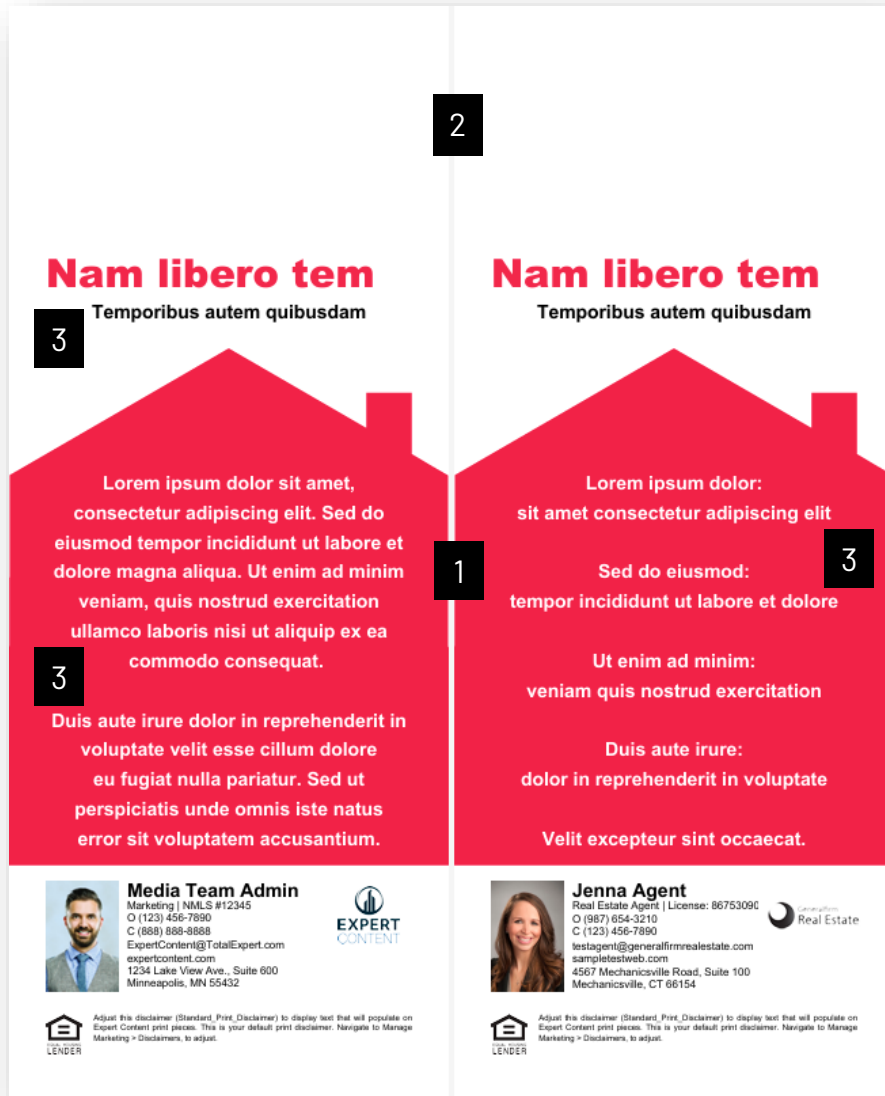 2
Nam libero tem
Temporibus autem quibusdam
3
Lorem ipsum dolor sit amet,
consectetur adipiscing elit. Sed do
eiusmod tempor incididunt ut labore et
dolore magna aliqua. Ut enim ad minim
veniam, quis nostrud exercitation
ullamco laboris nisi ut aliquip ex ea
commodo consequat.
3
Duis aute irure dolor in reprehenderit in
voluptate velit esse cillum dolore
eu fugiat nulla pariatur. Sed ut
perspiciatis unde omnis iste natus
error sit voluptatem accusantium.
Media Team Admin
Marketing | NMLS #12345
O (123) 456-7890
C (888) 888-8888
ExpertContent@TotalExpert.com
expertcontent.com
1234 Lake View Ave., Suite 600
Minneapolis, MN 55432
EXPERT
CONTENT
EQUAL HOUSING
LENDER
Adjust this disclaimer (Standard_Print_Disclaimer) to display text that will populate on
Expert Content print pieces. This is your default print disclaimer. Navigate to Manage
Marketing > Disclaimers, to adjust.
1
Nam libero tem
Temporibus autem quibusdam
Lorem ipsum dolor:
sit amet consectetur adipiscing elit
3
Sed do eiusmod:
tempor incididunt ut labore et dolore
Ut enim ad minim:
veniam quis nostrud exercitation
Duis aute irure:
dolor in reprehenderit in voluptate
Velit excepteur sint occaecat.
Jenna Agent
Real Estate Agent | License: 8675309
O (987) 654-3210
C (123) 456-7890
testagent@generalfirmrealestate.com
sampletestweb.com
4567 Mechanicsville Road, Suite 100
Mechanicsville, CT 66154
Generalfirm
Real Estate
EQUAL HOUSING
LENDER
Adjust this disclaimer (Standard_Print_Disclaimer) to display text that will populate on
Expert Content print pieces. This is your default print disclaimer. Navigate to Manage
Marketing > Disclaimers, to adjust.